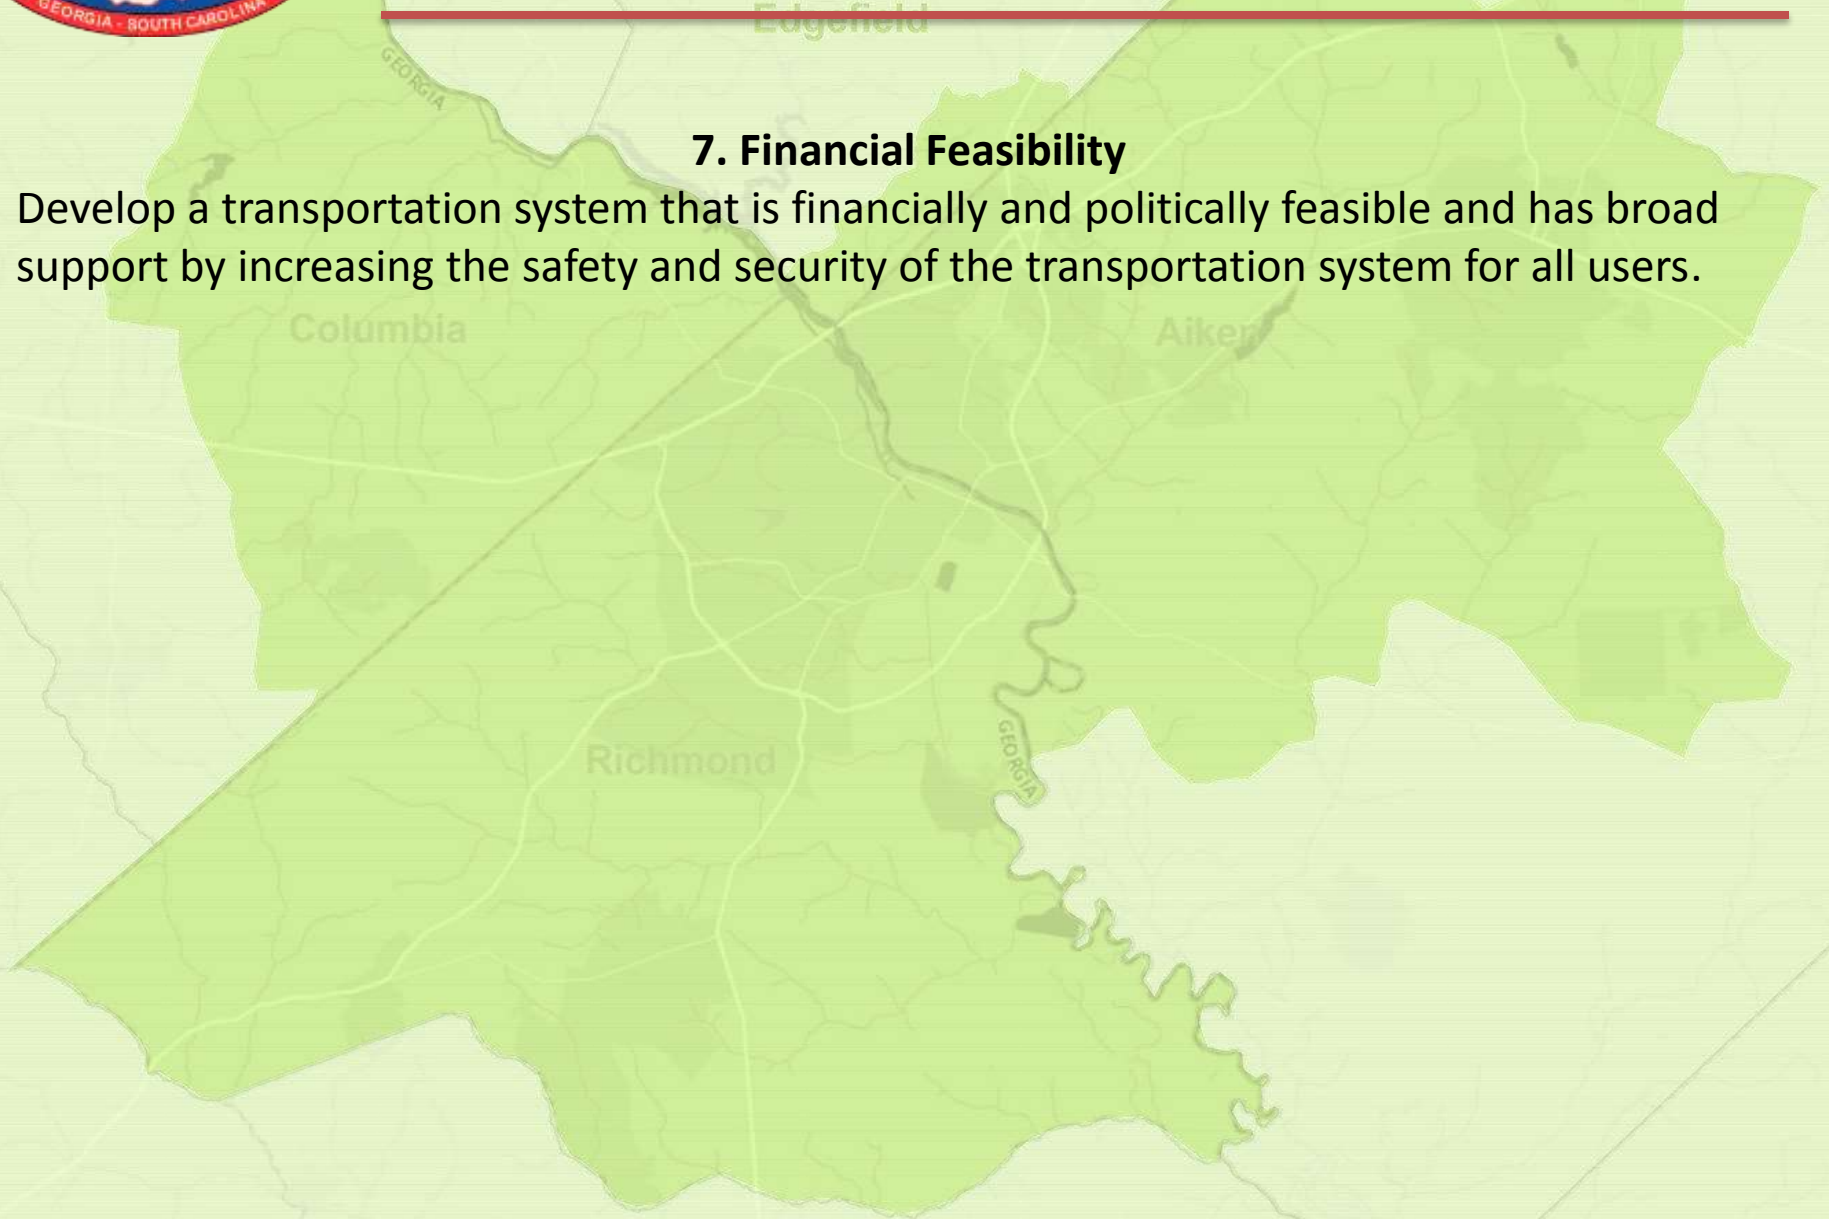 GEORGIA - SOUTH CAROLINA
Edgefield
GEORGIA
7. Financial Feasibility
Develop a transportation system that is financially and politically feasible and has broad
support by increasing the safety and security of the transportation system for all users.
Columbia
Aiken
Richmond
GEORGIA